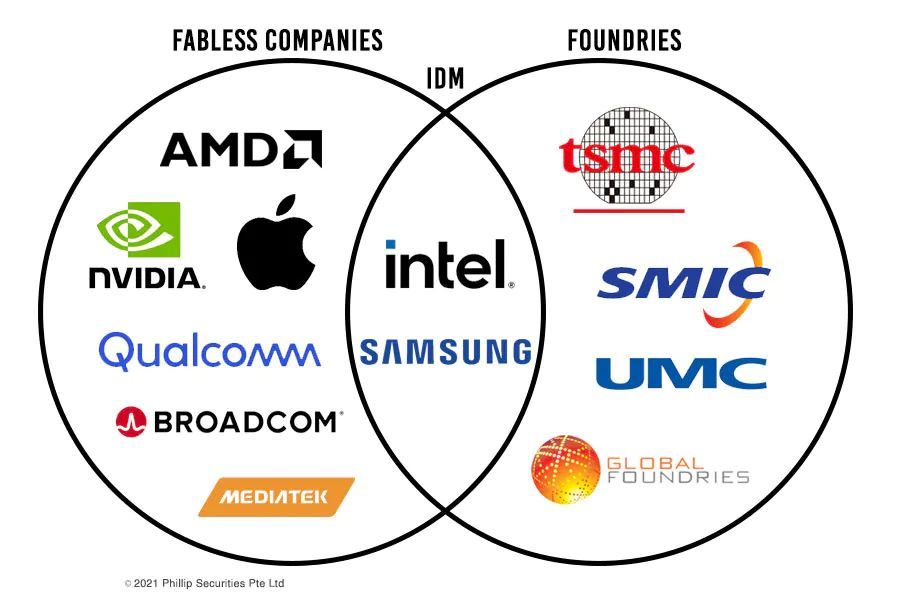 FABLESS COMPANIES
FOUNDRIES
IDM
AMD
tsmc
nVIDIA.
intel®
SMIC
Qualcomm
SAMSUNG
UMC
BROADCOM®
GLOBAL
FOUNDRIES
MEDIATEK
© 2021 Phillip Securities Pte Ltd